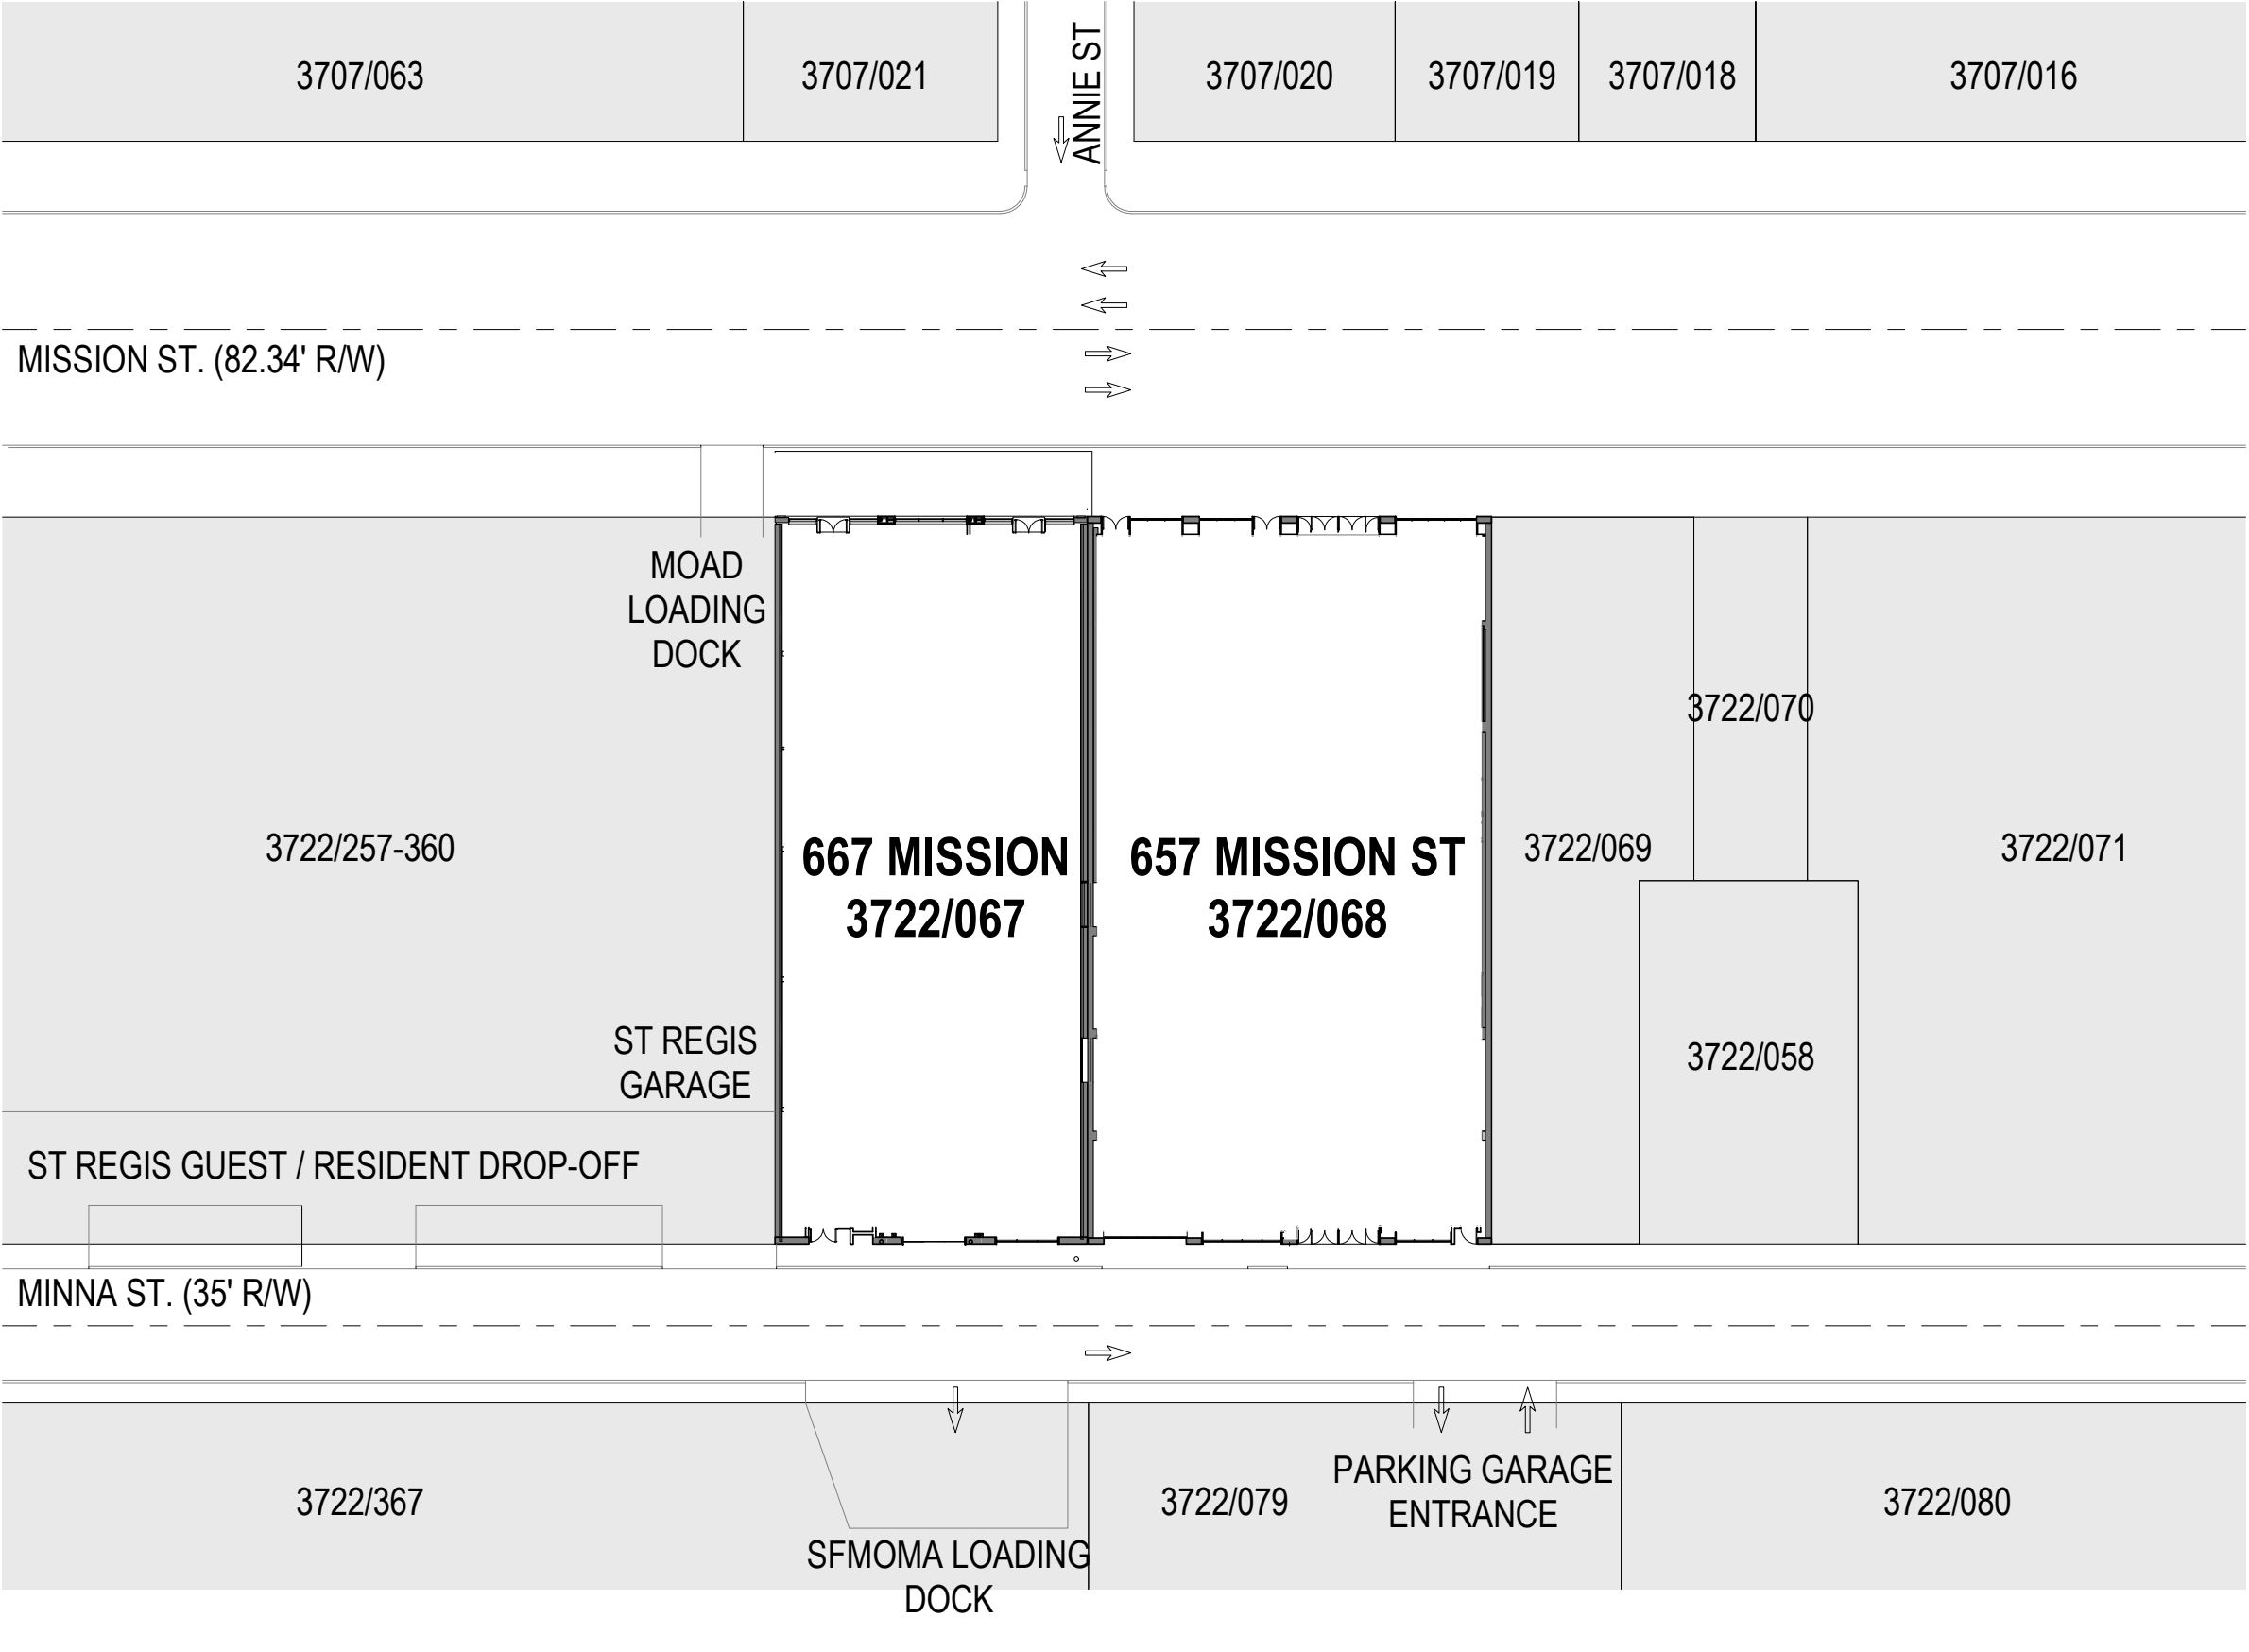 3707/063
3707/021
ANNIE ST
3707/020
3707/019
3707/018
3707/016
MISSION ST. (82.34' R/W)
MOAD
LOADING
DOCK
3722/257-360
667 MISSION
3722/067
657 MISSION ST
3722/068
3722/069
3722/070
3722/071
3722/058
ST REGIS
GARAGE
ST REGIS GUEST / RESIDENT DROP-OFF
MINNA ST. (35' R/W)
3722/367
SFMOMA LOADING
DOCK
3722/079
PARKING GARAGE
ENTRANCE
3722/080